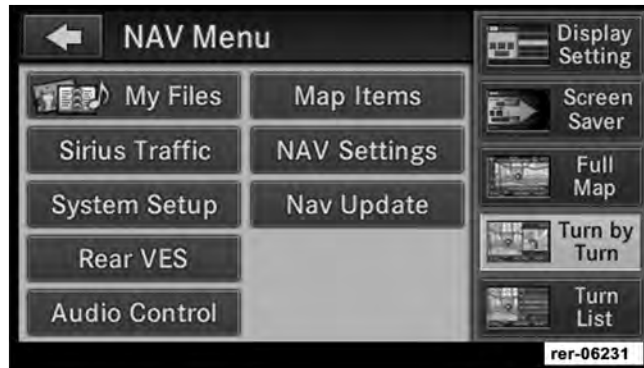 NAV Menu
My Files
Map Items
Sirius Traffic
NAV Settings
System Setup
Nav Update
Rear VES
Audio Control
Display
Setting
Screen
Saver
Full
Map
Turn by
Turn
Turn
List
rer-06231